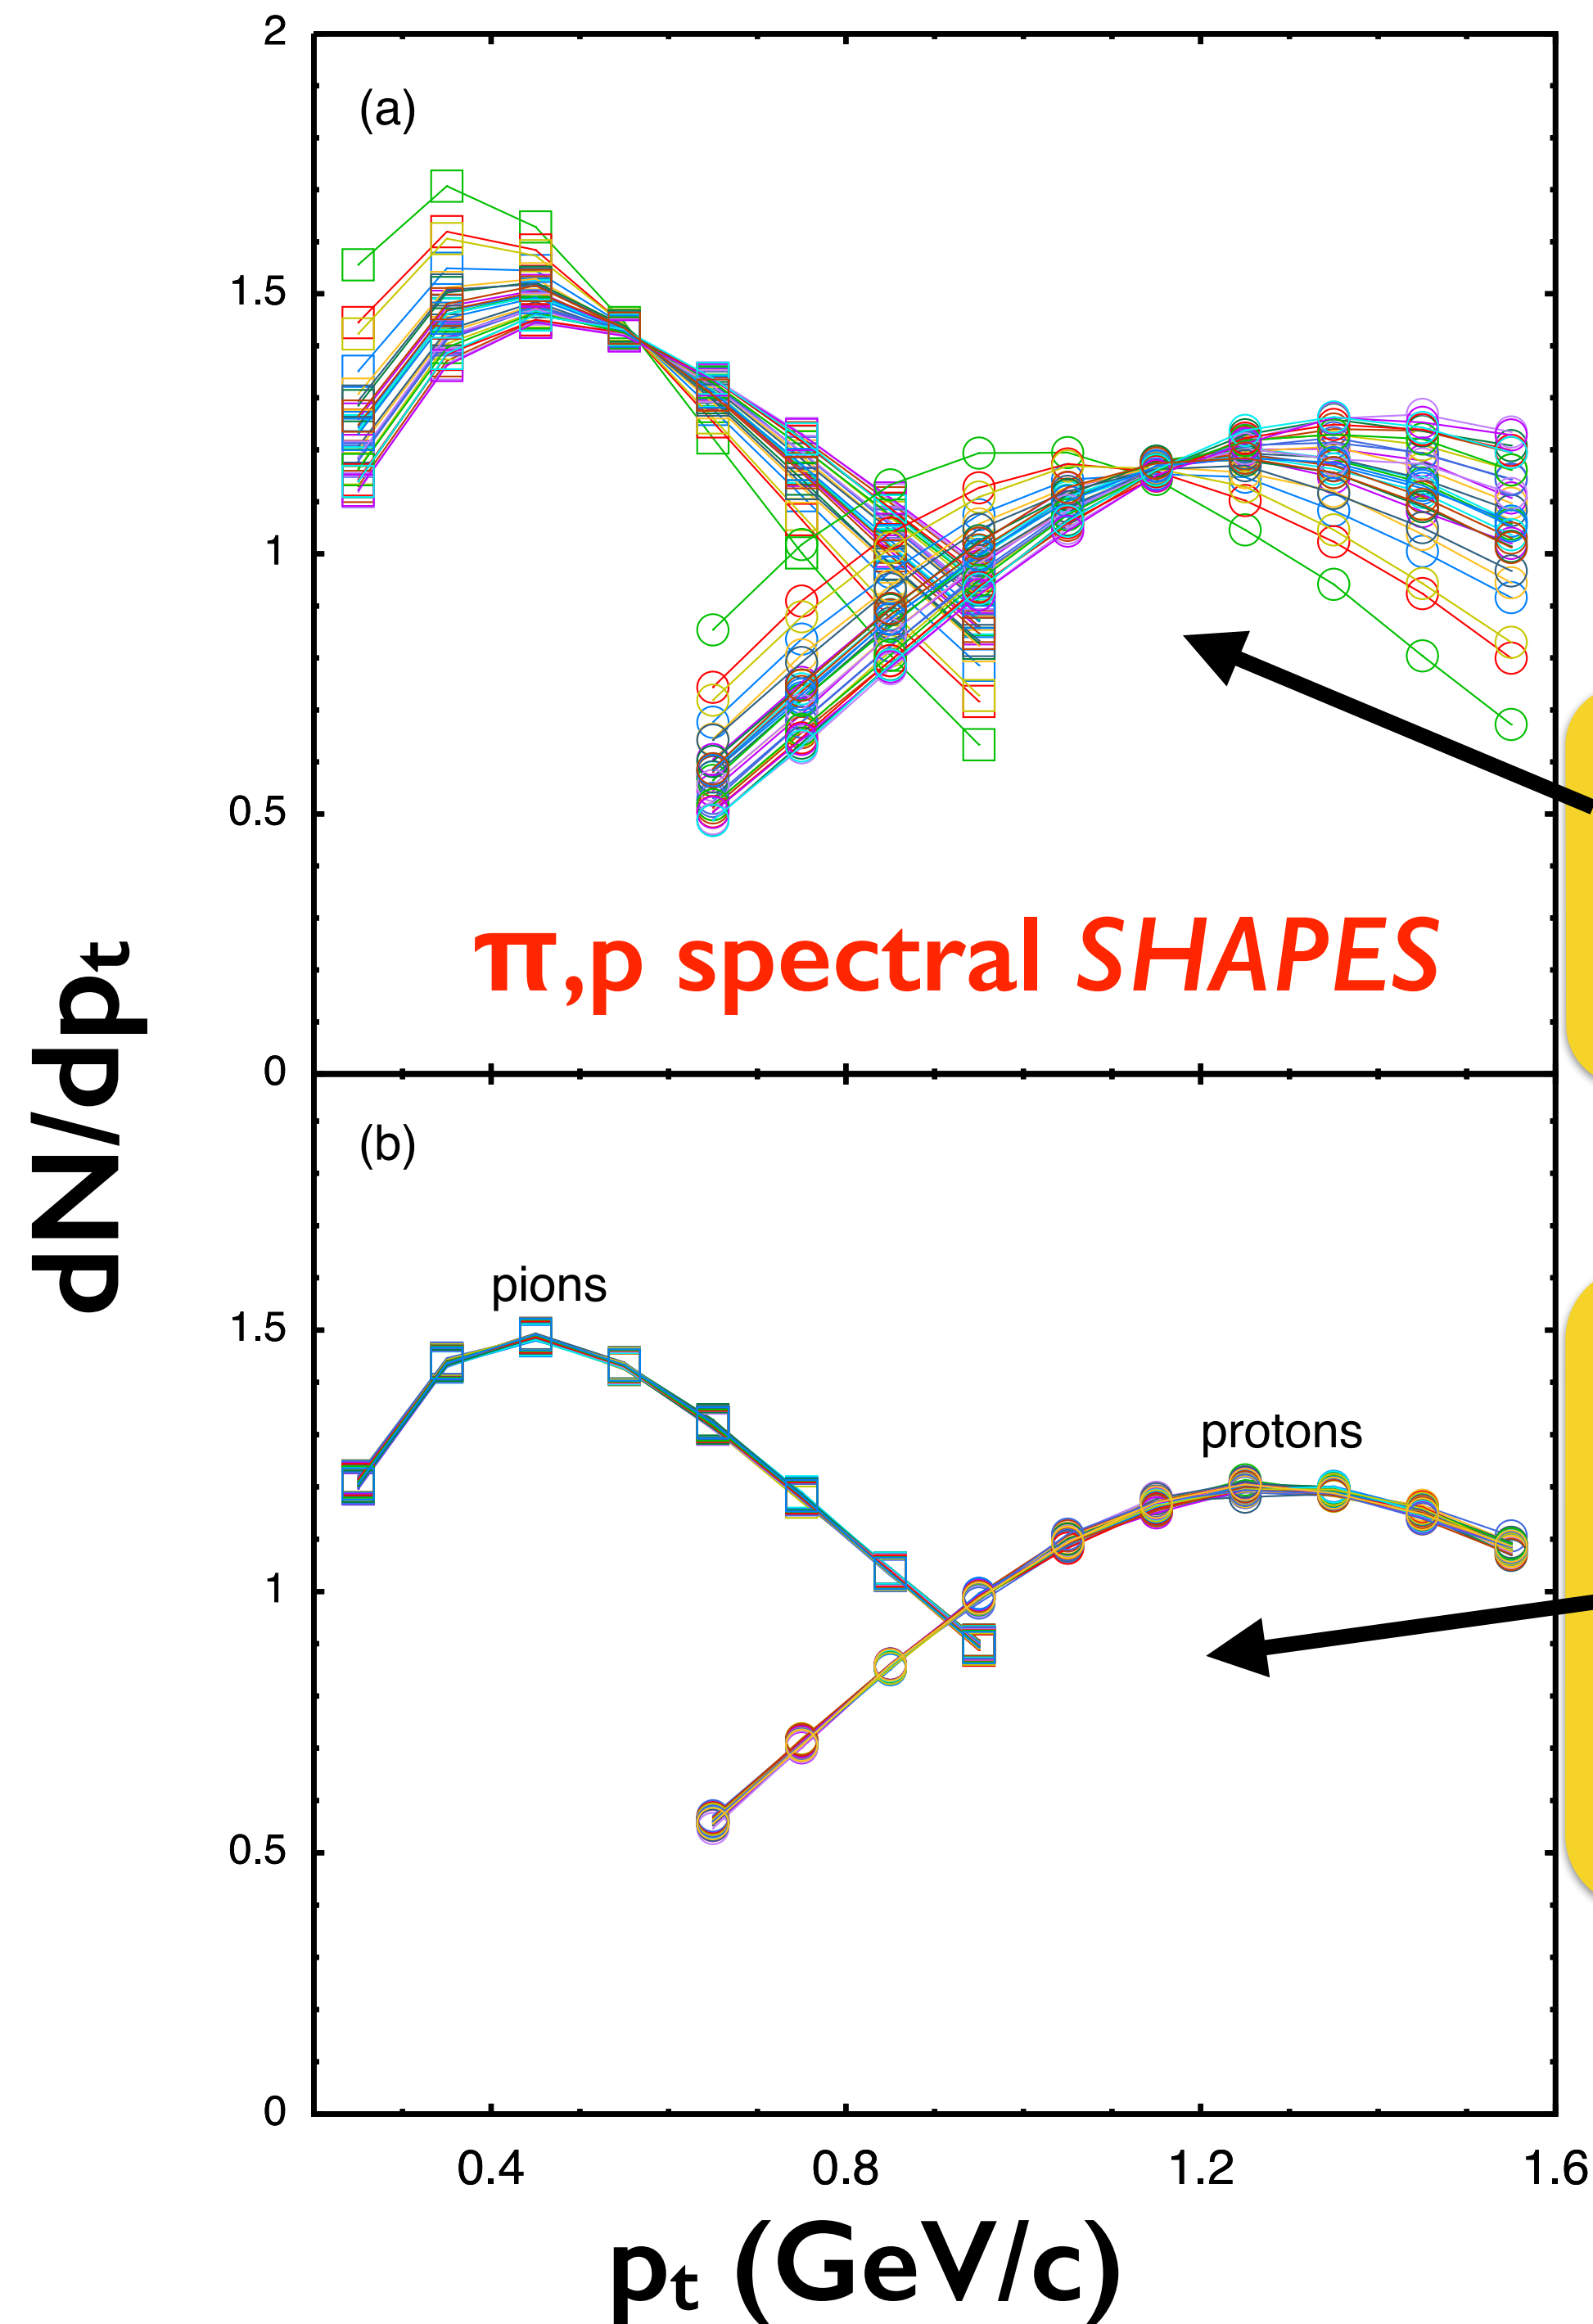 2
(a)
1.5
1
0.5
π,p spectral SHAPES
0
dN/dpt
(b)
pions
1.5
protons
1
0.5
0
0.4 0.8 1.2 1.6
pt (GeV/c)